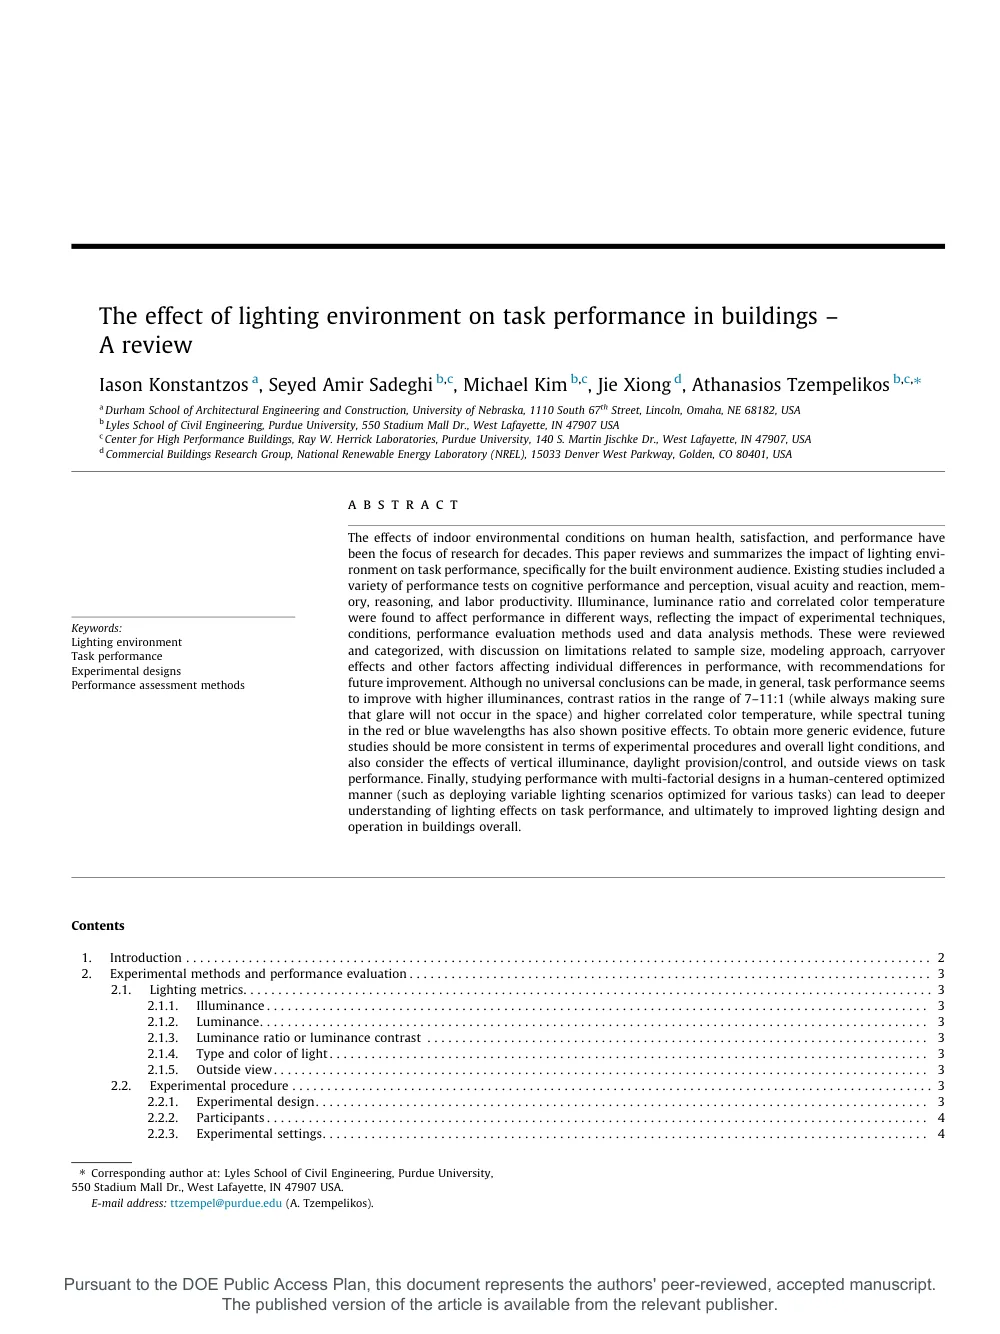 The effect of lighting environment on task performance in buildings –
A review
Iason Konstantzos a, Seyed Amir Sadeghi b,c, Michael Kim b,c, Jie Xiong d, Athanasios Tzempelikos b,c,*
a Durham School of Architectural Engineering and Construction, University of Nebraska, 1110 South 67th Street, Lincoln, Omaha, NE 68182, USA
b Lyles School of Civil Engineering, Purdue University, 550 Stadium Mall Dr., West Lafayette, IN 47907 USA
c Center for High Performance Buildings, Ray W. Herrick Laboratories, Purdue University, 140 S. Martin Jischke Dr., West Lafayette, IN 47907, USA
d Commercial Buildings Research Group, National Renewable Energy Laboratory (NREL), 15033 Denver West Parkway, Golden, CO 80401, USA
A B S T R A C T
The effects of indoor environmental conditions on human health, satisfaction, and performance have
been the focus of research for decades. This paper reviews and summarizes the impact of lighting envi-
ronment on task performance, specifically for the built environment audience. Existing studies included a
variety of performance tests on cognitive performance and perception, visual acuity and reaction, mem-
ory, reasoning, and labor productivity. Illuminance, luminance ratio and correlated color temperature
were found to affect performance in different ways, reflecting the impact of experimental techniques,
conditions, performance evaluation methods used and data analysis methods. These were reviewed
and categorized, with discussion on limitations related to sample size, modeling approach, carryover
effects and other factors affecting individual differences in performance, with recommendations for
future improvement. Although no universal conclusions can be made, in general, task performance seems
to improve with higher illuminances, contrast ratios in the range of 7–11:1 (while always making sure
that glare will not occur in the space) and higher correlated color temperature, while spectral tuning
in the red or blue wavelengths has also shown positive effects. To obtain more generic evidence, future
studies should be more consistent in terms of experimental procedures and overall light conditions, and
also consider the effects of vertical illuminance, daylight provision/control, and outside views on task
performance. Finally, studying performance with multi-factorial designs in a human-centered optimized
manner (such as deploying variable lighting scenarios optimized for various tasks) can lead to deeper
understanding of lighting effects on task performance, and ultimately to improved lighting design and
operation in buildings overall.
Keywords:
Lighting environment
Task performance
Experimental designs
Performance assessment methods
Contents
1. Introduction 2
2. Experimental methods and performance evaluation 3
2.1. Lighting metrics. 3
2.1.1. Illuminance 3
2.1.2. Luminance. 3
2.1.3. Luminance ratio or luminance contrast 3
2.1.4. Type and color of light 3
2.1.5. Outside view 3
2.2. Experimental procedure 3
2.2.1. Experimental design. 3
2.2.2. Participants 4
2.2.3. Experimental settings. 4
* Corresponding author at: Lyles School of Civil Engineering, Purdue University,
550 Stadium Mall Dr., West Lafayette, IN 47907 USA.
E-mail address: ttzempel@purdue.edu (A. Tzempelikos).
Pursuant to the DOE Public Access Plan, this document represents the authors' peer-reviewed, accepted manuscript.
The published version of the article is available from the relevant publisher.